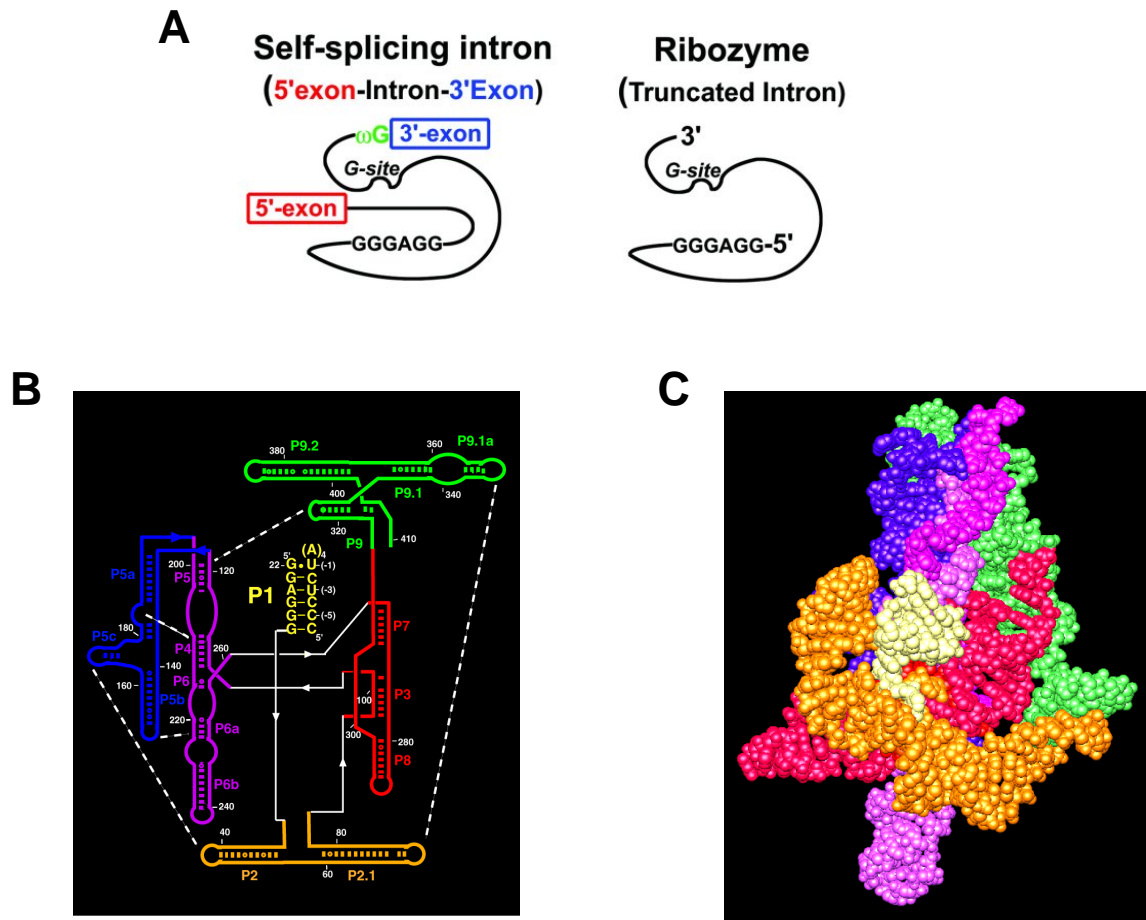 A
Self-splicing intron
(5'exon-Intron-3'Exon)
ωG 3'-exon
G-site
5'-exon
GGGAGG
Ribozyme
(Truncated Intron)
3'
G-site
GGGAGG-5'
B
380
P9.2
360
P9.1a
400
P9.1
340
320
P9
410
P5a
200
P5
120
5'
(A)4
22
G
U
(-1)
G
C
P1
A
U
(-3)
G
C
G
C
(-5)
G
C
5'
180
P5c
P4
260
P7
140
P6
160
P5b
100
P3
220
P6a
300
280
P8
P6b
240
40
80
P2
60
P2.1
C